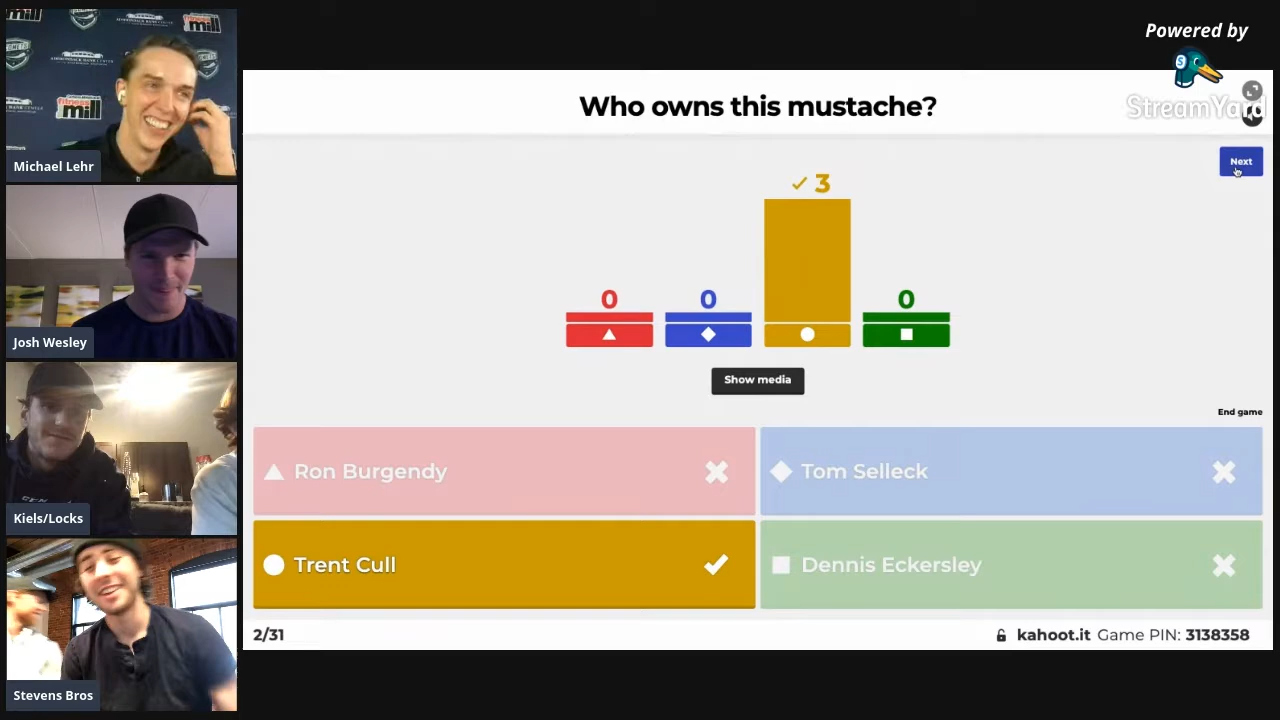 Powered by
StreamYard
Who owns this mustache?
Next
3
0
0
0
Show media
End game
Ron Burgendy
Tom Selleck
Trent Cull
Dennis Eckersley
2/31
kahoot.it Game PIN: 3138358
fitness
mill
Michael Lehr
Josh Wesley
Kiels/Locks
Stevens Bros